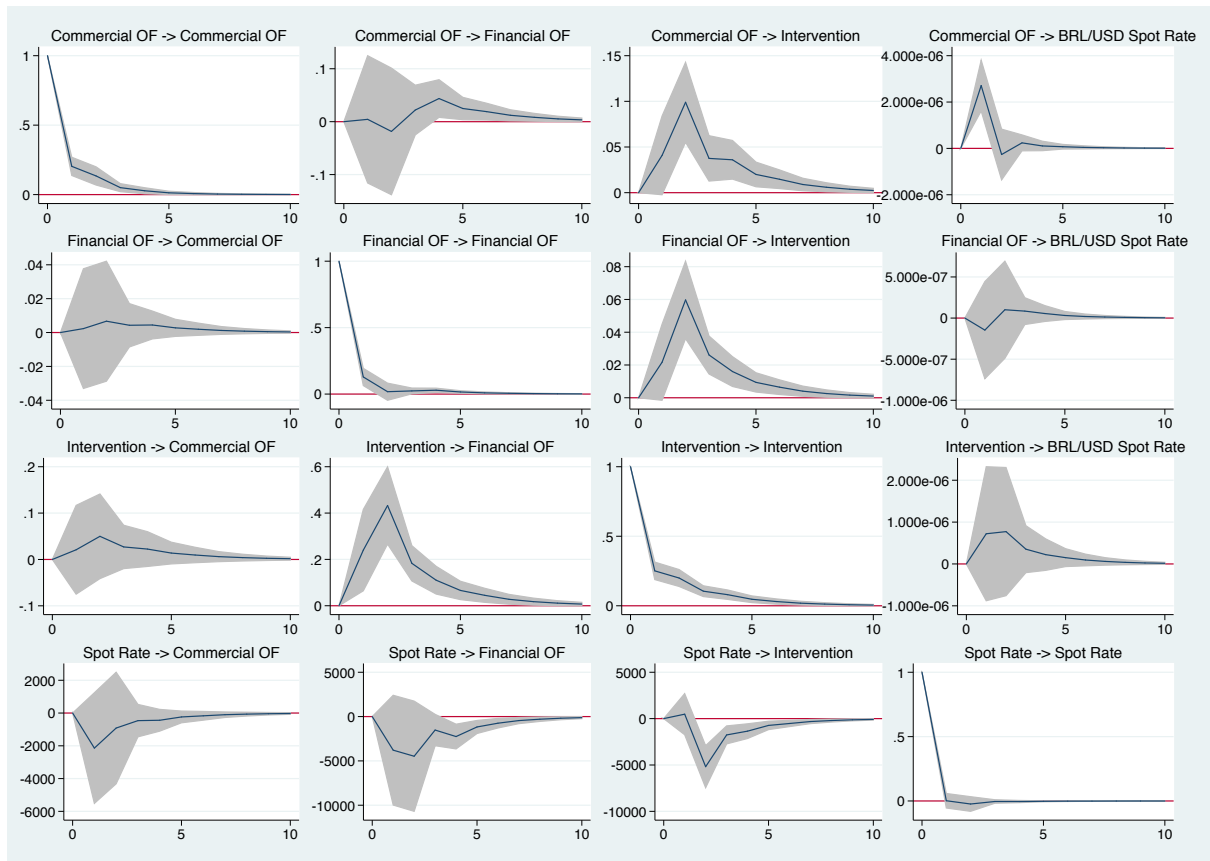 Commercial OF -> Commercial OF
1
.5
0
0 5 10
Commercial OF -> Financial OF
.1
0
-.1
0 5 10
Commercial OF -> Intervention
.15
.1
.05
0
0 5 10
Commercial OF -> BRL/USD Spot Rate
4.000e-06
2.000e-06
0
-2.000e-06
0 5 10
Financial OF -> Commercial OF
.04
.02
0
-.02
-.04
0 5 10
Financial OF -> Financial OF
1
.5
0
0 5 10
Financial OF -> Intervention
.08
.06
.04
.02
0
0 5 10
Financial OF -> BRL/USD Spot Rate
5.000e-07
0
-5.000e-07
-1.000e-06
0 5 10
Intervention -> Commercial OF
.2
.1
0
-.1
0 5 10
Intervention -> Financial OF
.6
.4
.2
0
0 5 10
Intervention -> Intervention
1
.5
0
0 5 10
Intervention -> BRL/USD Spot Rate
2.000e-06
1.000e-06
0
-1.000e-06
0 5 10
Spot Rate -> Commercial OF
2000
0
-2000
-4000
-6000
0 5 10
Spot Rate -> Financial OF
5000
0
-5000
-10000
0 5 10
Spot Rate -> Intervention
5000
0
-5000
-10000
0 5 10
Spot Rate -> Spot Rate
1
.5
0
0 5 10